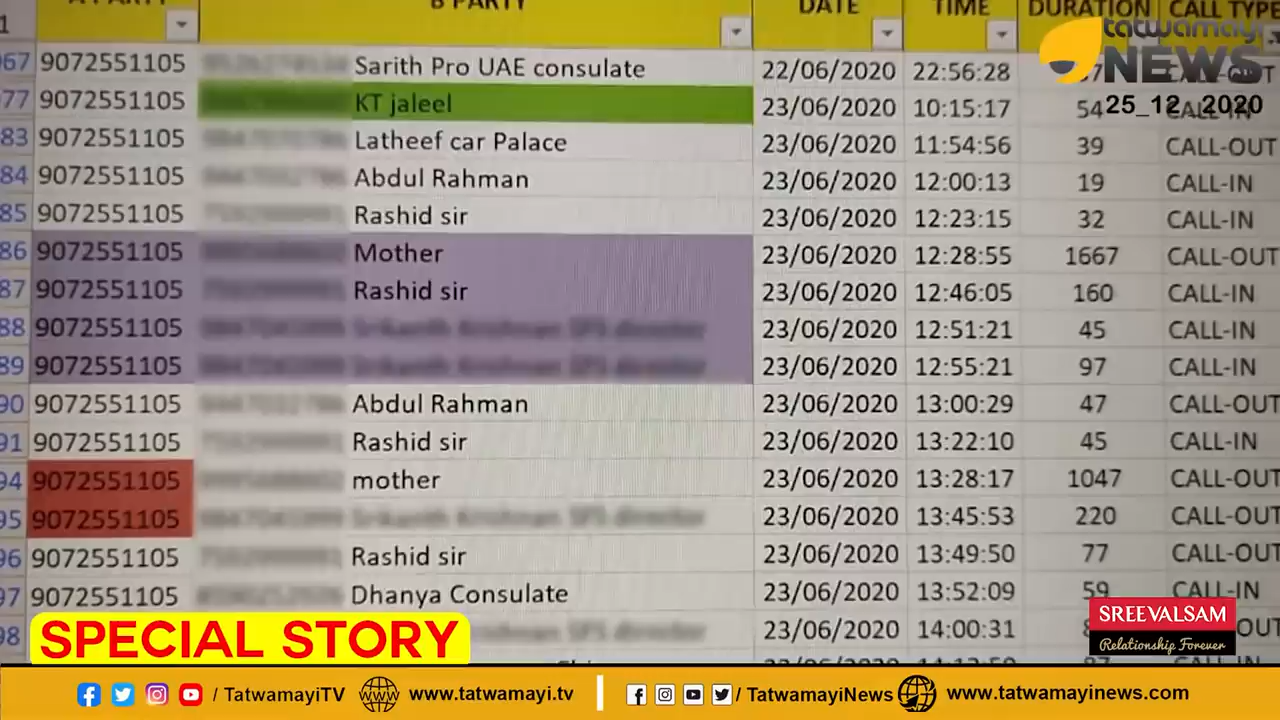 1 A PARTY B PARTY DATE TIME DURATION CALL TYPE
967 9072551105 Sarith Pro UAE consulate 22/06/2020 22:56:28 CALL-OUT
977 9072551105 KT jaleel 23/06/2020 10:15:17 54 CALL-IN
83 9072551105 Latheef car Palace 23/06/2020 11:54:56 39 CALL-OUT
84 9072551105 Abdul Rahman 23/06/2020 12:00:13 19 CALL-IN
85 9072551105 Rashid sir 23/06/2020 12:23:15 32 CALL-IN
86 9072551105 Mother 23/06/2020 12:28:55 1667 CALL-OUT
87 9072551105 Rashid sir 23/06/2020 12:46:05 160 CALL-IN
88 9072551105 23/06/2020 12:51:21 45 CALL-IN
89 9072551105 23/06/2020 12:55:21 97 CALL-IN
90 9072551105 Abdul Rahman 23/06/2020 13:00:29 47 CALL-OUT
91 9072551105 Rashid sir 23/06/2020 13:22:10 45 CALL-IN
94 9072551105 mother 23/06/2020 13:28:17 1047 CALL-OUT
95 9072551105 23/06/2020 13:45:53 220 CALL-OUT
96 9072551105 Rashid sir 23/06/2020 13:49:50 77 CALL-OUT
97 9072551105 Dhanya Consulate 23/06/2020 13:52:09 59 CALL-IN
98 23/06/2020 14:00:31
tatwamayi
NEWS
25_12_2020
SPECIAL STORY
SREEVALSAM
Relationship Forever
/TatwamayiTV www.tatwamayi.tv /TatwamayiNews www.tatwamayinews.com